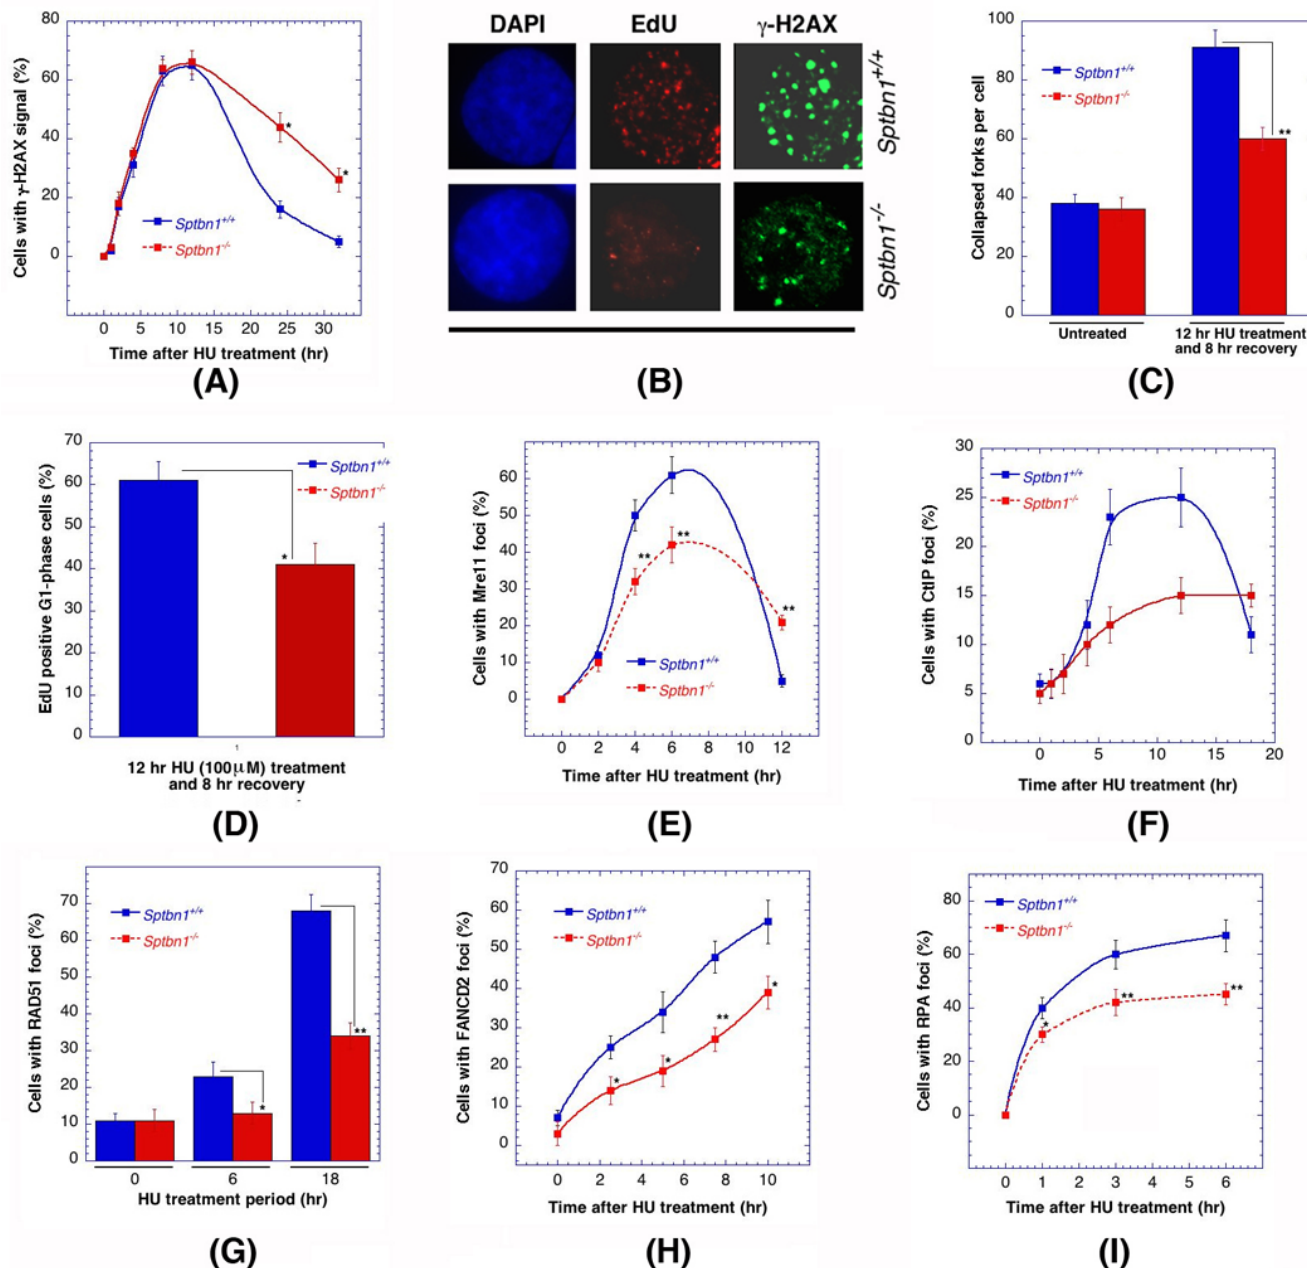 80
60
40
20
0
Cells with γ-H2AX signal (%)
Sptbn1+/+
Sptbn1-/-
*
*
0 5 10 15 20 25 30
Time after HU treatment (hr)
(A)
DAPI EdU γ-H2AX
Sptbn1+/+
Sptbn1-/-
(B)
100
80
60
40
20
0
Collapsed forks per cell
Sptbn1+/+
Sptbn1-/-
**
Untreated
12 hr HU treatment
and 8 hr recovery
(C)
70
60
50
40
30
20
10
0
EdU positive G1-phase cells (%)
Sptbn1+/+
Sptbn1-/-
*
1
12 hr HU (100μM) treatment
and 8 hr recovery
(D)
60
50
40
30
20
10
0
Cells with Mre11 foci (%)
**
**
**
Sptbn1+/+
Sptbn1-/-
0 2 4 6 8 10 12
Time after HU treatment (hr)
(E)
30
25
20
15
10
5
0
Cells with CtIP foci (%)
Sptbn1+/+
Sptbn1-/-
0 5 10 15 20
Time after HU treatment (hr)
(F)
70
60
50
40
30
20
10
0
Cells with RAD51 foci (%)
Sptbn1+/+
Sptbn1-/-
*
**
0 6 18
HU treatment period (hr)
(G)
70
60
50
40
30
20
10
0
Cells with FANCD2 foci (%)
Sptbn1+/+
Sptbn1-/-
*
*
**
*
0 2 4 6 8 10
Time after HU treatment (hr)
(H)
80
60
40
20
0
Cells with RPA foci (%)
Sptbn1+/+
Sptbn1-/-
*
**
**
0 1 2 3 4 5 6
Time after HU treatment (hr)
(I)